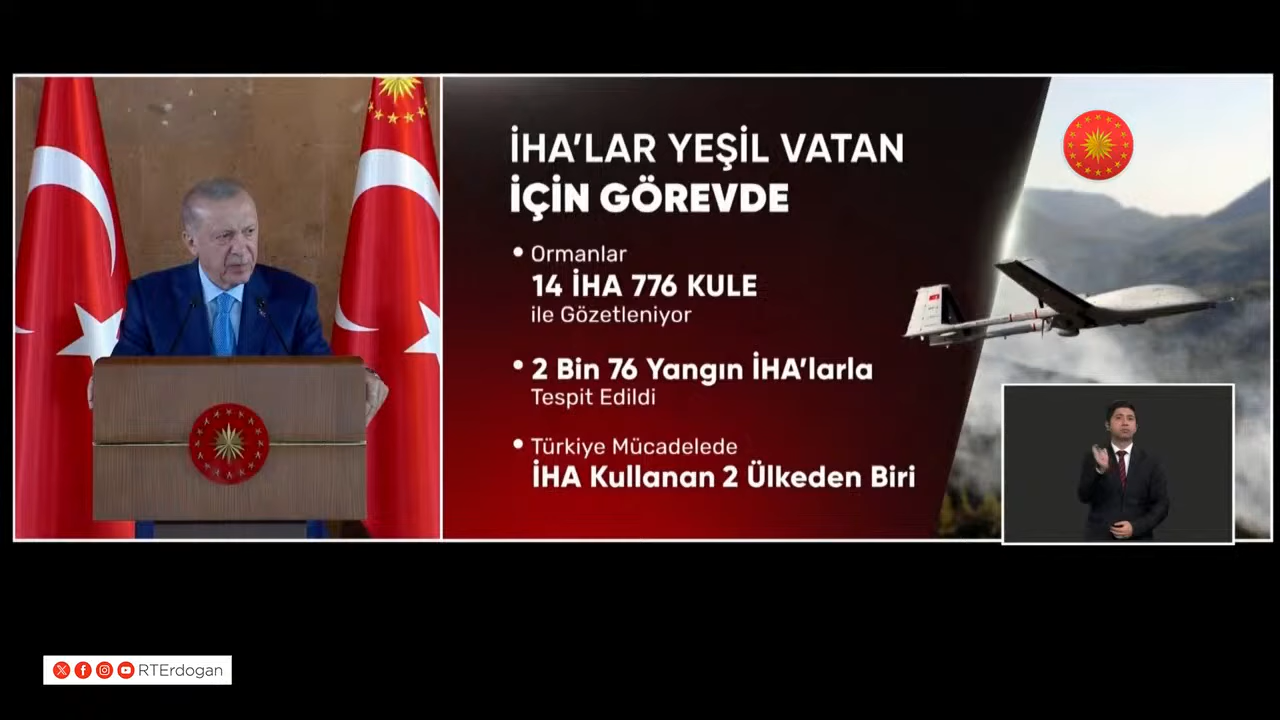 İHA'LAR YEŞİL VATAN
İÇİN GÖREVDE
• Ormanlar
14 İHA 776 KULE
ile Gözetleniyor
• 2 Bin 76 Yangın İHA'larla
Tespit Edildi
• Türkiye Mücadelede
İHA Kullanan 2 Ülkeden Biri
RTErdogan